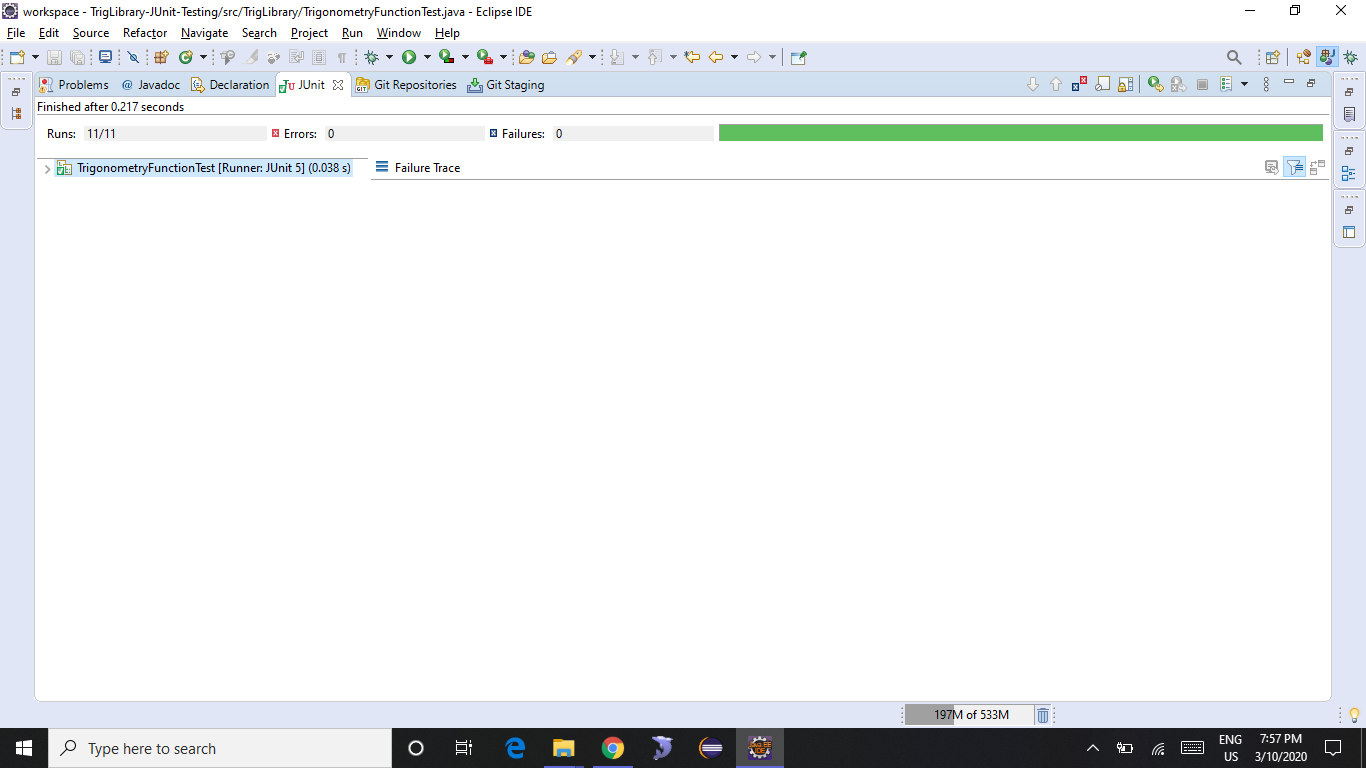 workspace - TrigLibrary-JUnit-Testing/src/TrigLibrary/TrigonometryFunctionTest.java - Eclipse IDE
File Edit Source Refactor Navigate Search Project Run Window Help
Problems @ Javadoc Declaration JUnit Git Repositories Git Staging
Finished after 0.217 seconds
Runs: 11/11 Errors: 0 Failures: 0
TrigonometryFunctionTest [Runner: JUnit 5] (0.038 s) Failure Trace
197M of 533M
Type here to search
ENG 7:57 PM
US 3/10/2020